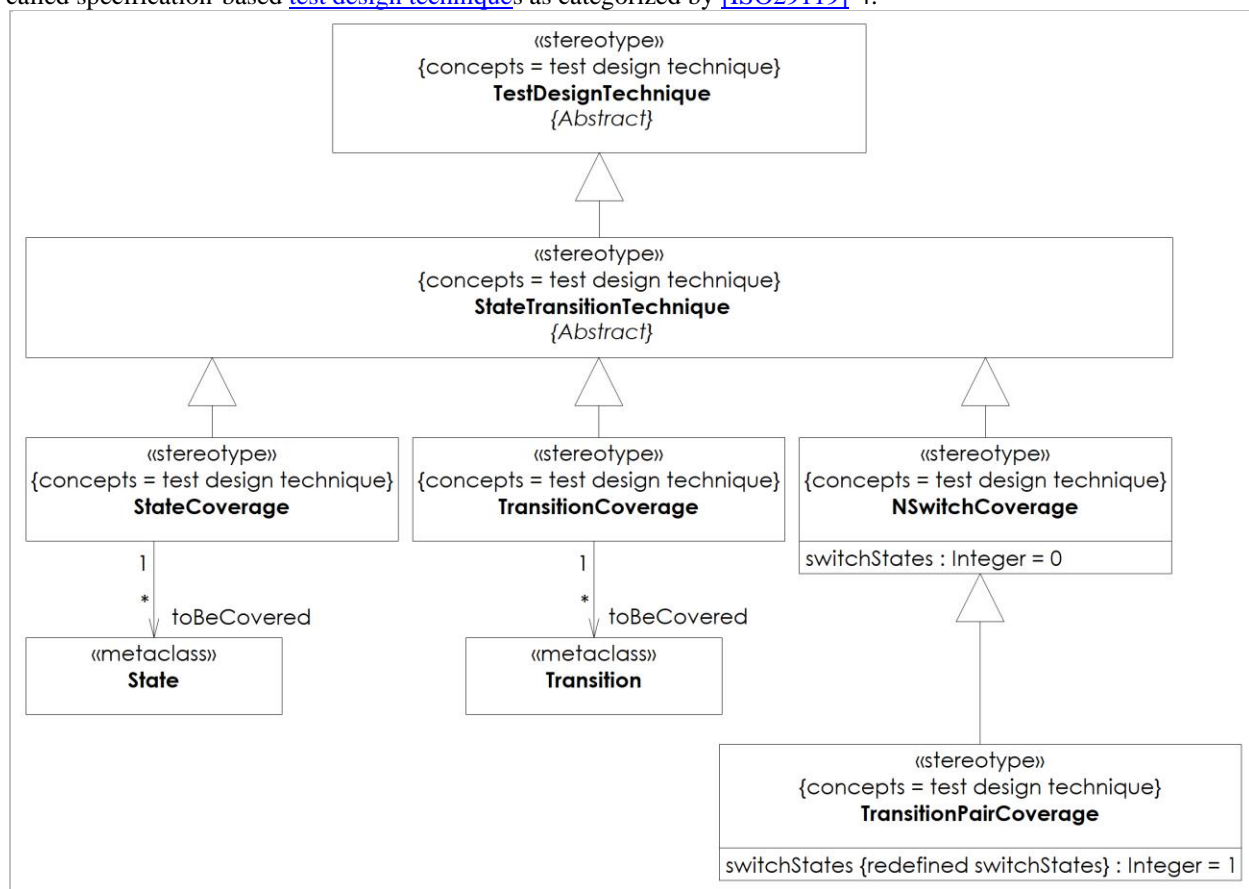 called specification-based test design techniques as categorized by [ISO29119]-4.
«stereotype»
{concepts = test design technique}
TestDesignTechnique
{Abstract}
«stereotype»
{concepts = test design technique}
StateTransitionTechnique
{Abstract}
«stereotype»
{concepts = test design technique}
StateCoverage
1
*
toBeCovered
«metaclass»
State
«stereotype»
{concepts = test design technique}
TransitionCoverage
1
*
toBeCovered
«metaclass»
Transition
«stereotype»
{concepts = test design technique}
NSwitchCoverage
switchStates : Integer = 0
«stereotype»
{concepts = test design technique}
TransitionPairCoverage
switchStates {redefined switchStates} : Integer = 1